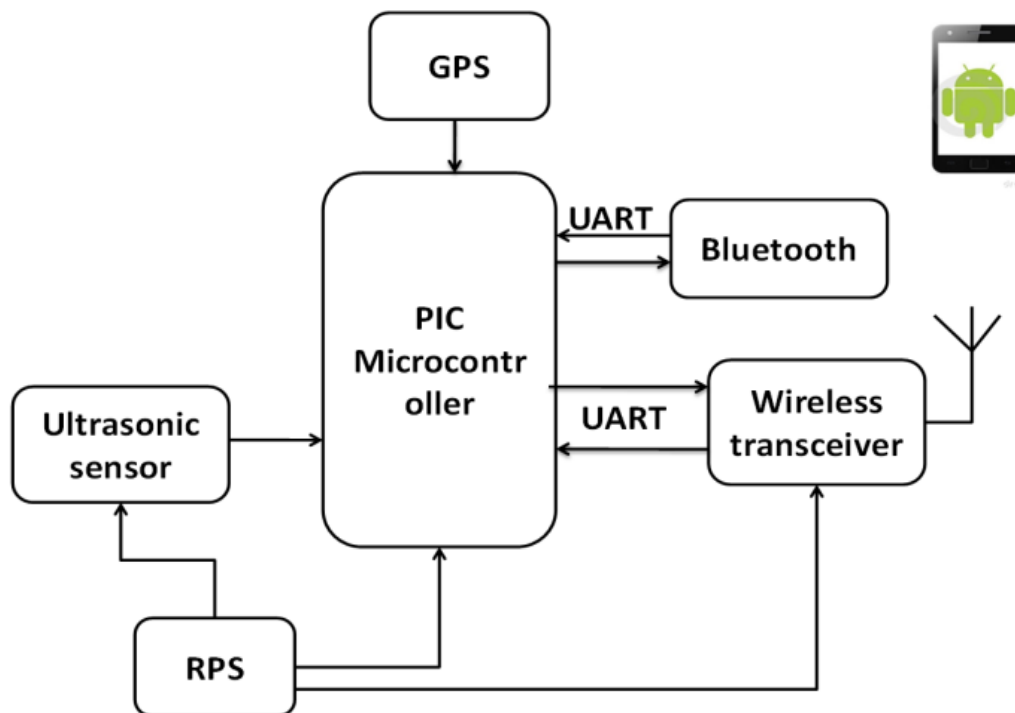 GPS
UART
Bluetooth
PIC
Microcontr
oller
Wireless
transceiver
UART
Ultrasonic
sensor
RPS